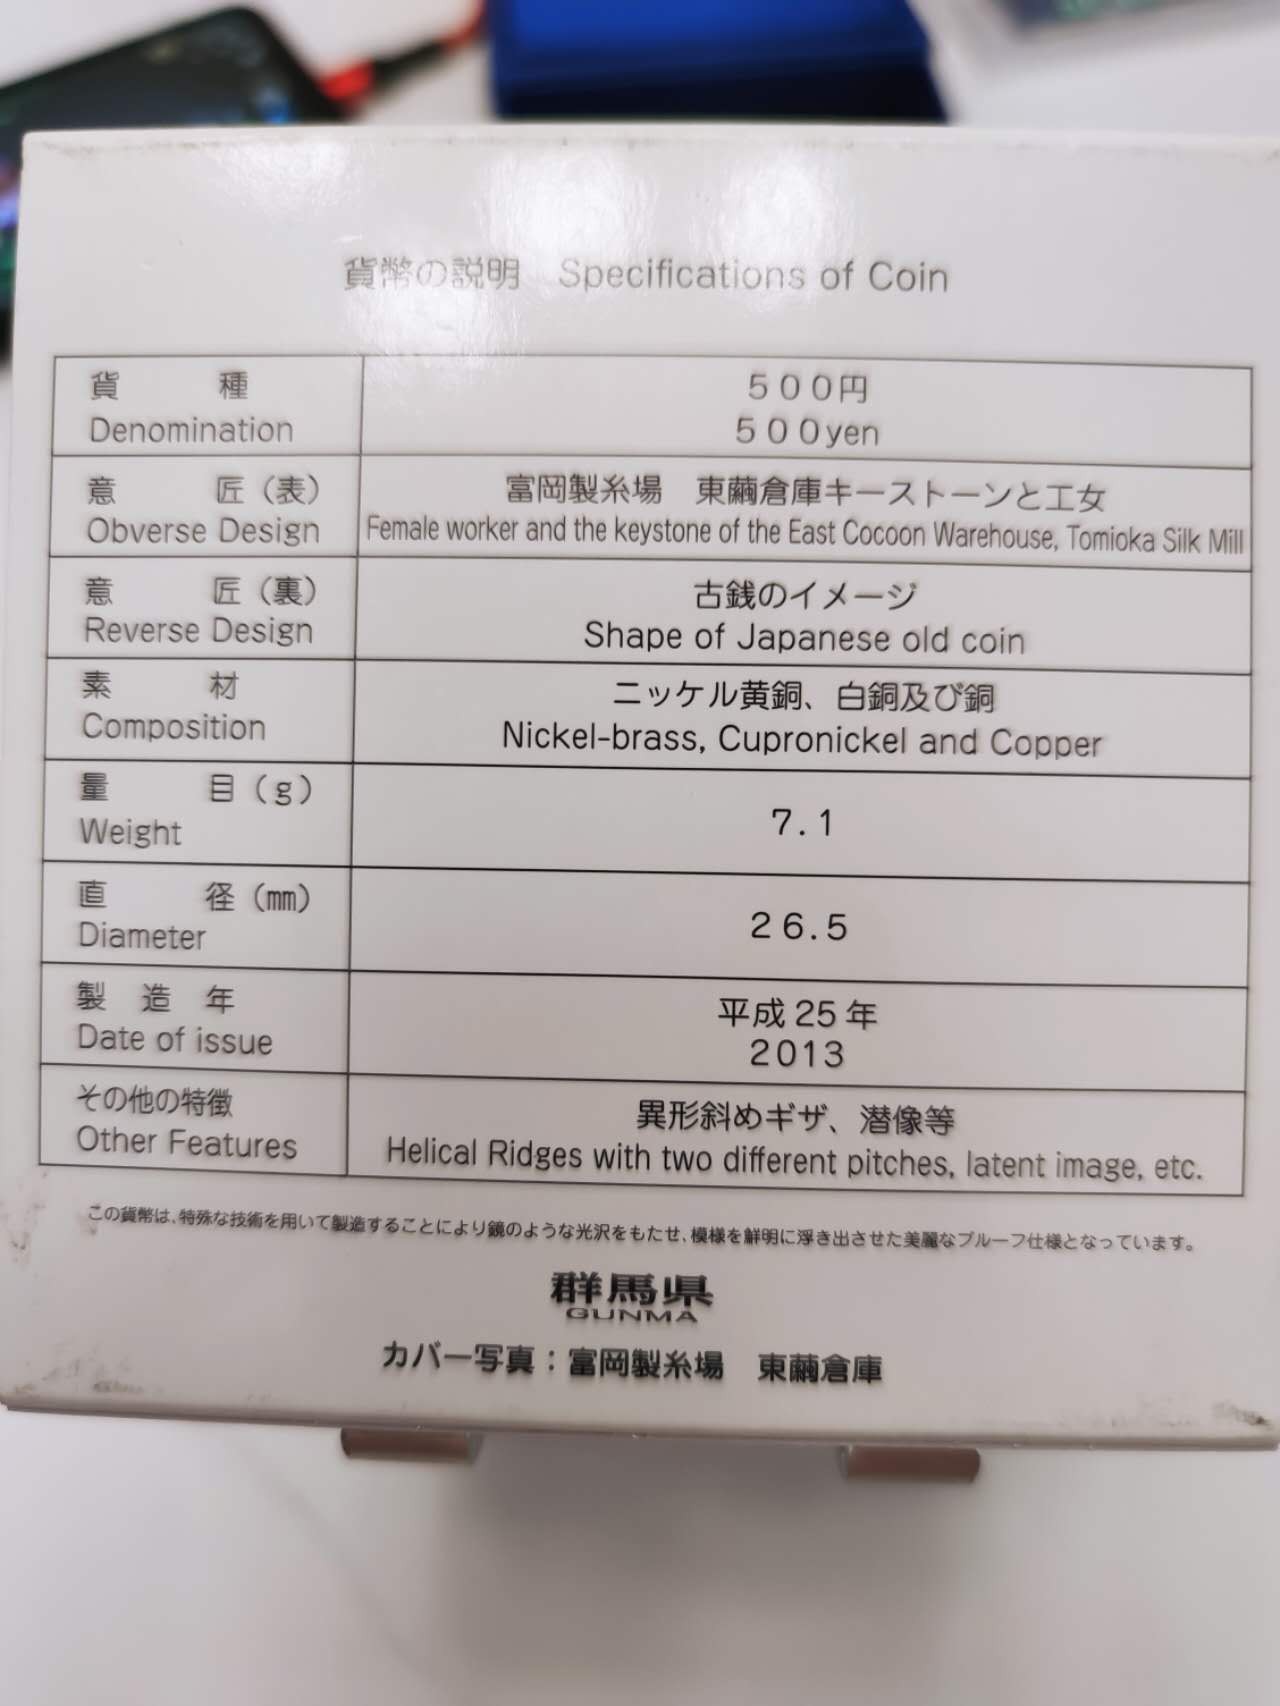 貨幣の説明 Specifications of Coin
貨種
Denomination
５００円
５００yen
意匠（表）
Obverse Design
富岡製糸場 東繭倉庫キーストーンと工女
Female worker and the keystone of the East Cocoon Warehouse, Tomioka Silk Mill
意匠（裏）
Reverse Design
古銭のイメージ
Shape of Japanese old coin
素材
Composition
ニッケル黄銅、白銅及び銅
Nickel-brass, Cupronickel and Copper
量目（g）
Weight
7.1
直径（㎜）
Diameter
26.5
製造年
Date of issue
平成25年
2013
その他の特徴
Other Features
異形斜めギザ、潜像等
Helical Ridges with two different pitches, latent image, etc.
この貨幣は、特殊な技術を用いて製造することにより鏡のような光沢をもたせ、模様を鮮明に浮き出させた美麗なプルーフ仕様となっています。
群馬県
GUNMA
カバー写真：富岡製糸場 東繭倉庫